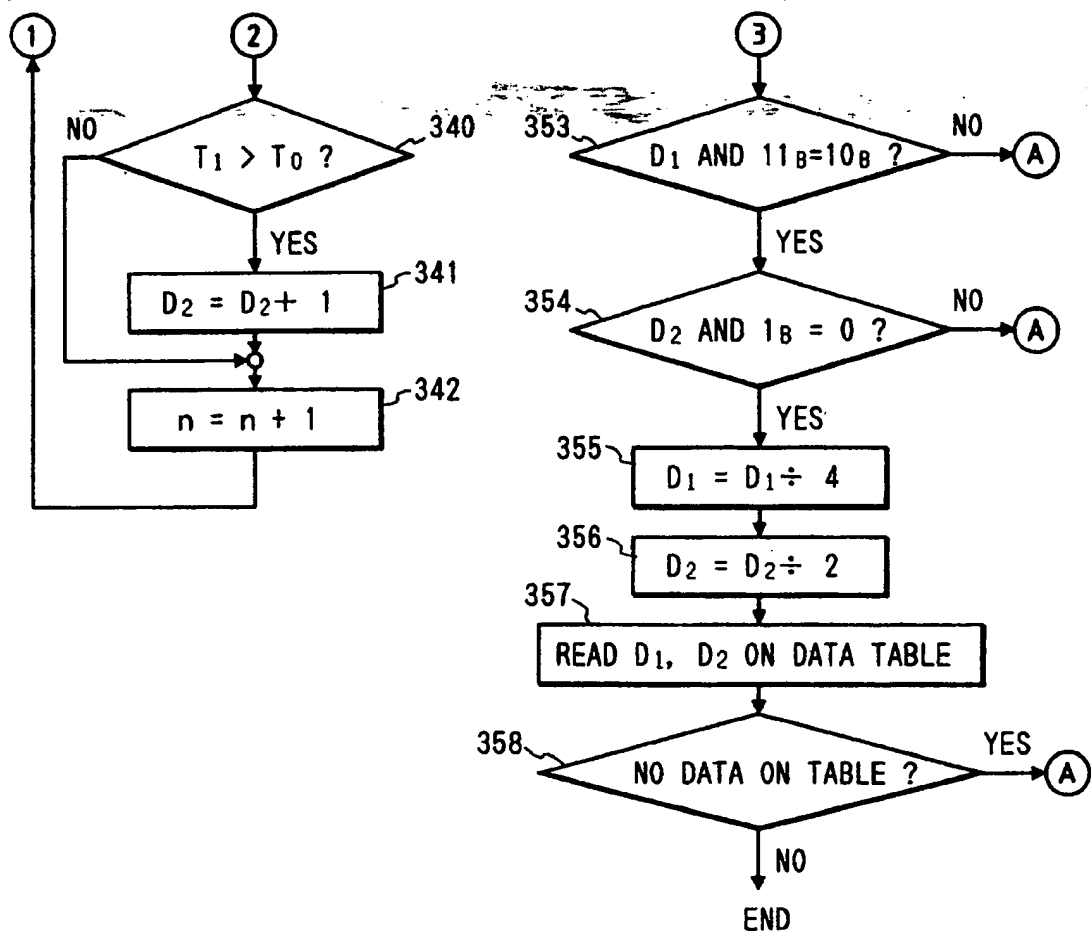 1
2
NO
340
T1 > T0 ?
YES
341
D2 = D2 + 1
342
n = n + 1
3
353
D1 AND 11B=10B ?
NO
A
YES
354
D2 AND 1B = 0 ?
NO
A
YES
355
D1 = D1 ÷ 4
356
D2 = D2 ÷ 2
357
READ D1, D2 ON DATA TABLE
358
NO DATA ON TABLE ?
YES
A
NO
END